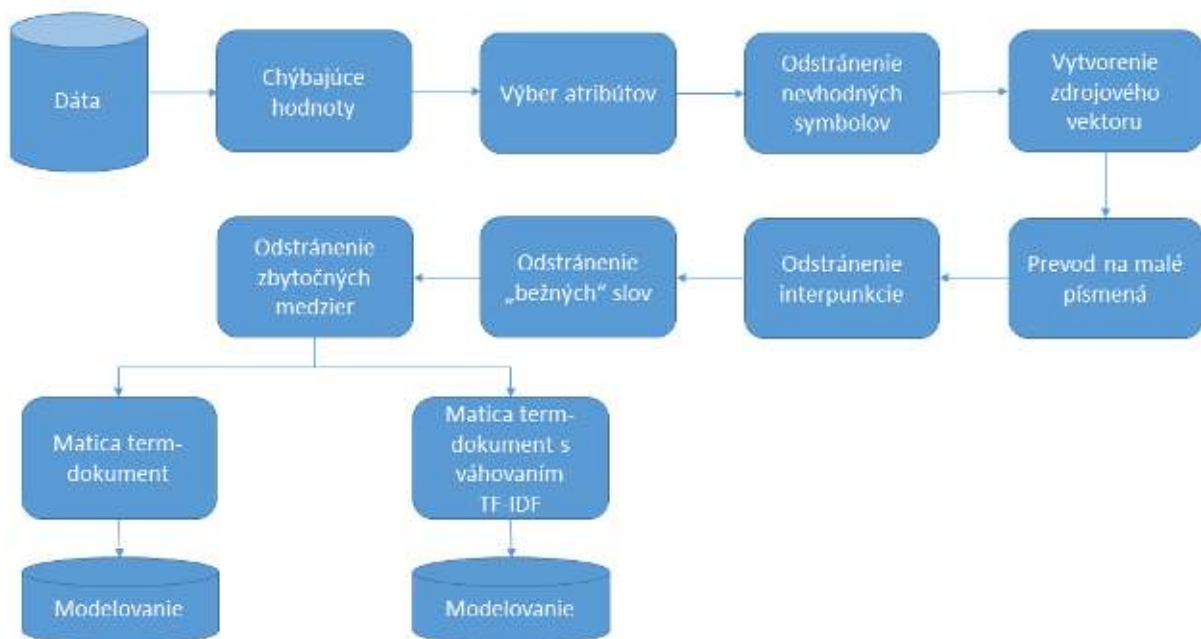 Dáta
Chýbajúce
hodnoty
Výber atribútov
Odstránenie
nevhodných
symbolov
Vytvorenie
zdrojového
vektoru
Prevod na malé
písmená
Odstránenie
interpunkcie
Odstránenie
„bežných“ slov
Odstránenie
zbytočných
medzier
Matica term-
dokument
Matica term-
dokument s
váhovaním
TF-IDF
Modelovanie
Modelovanie